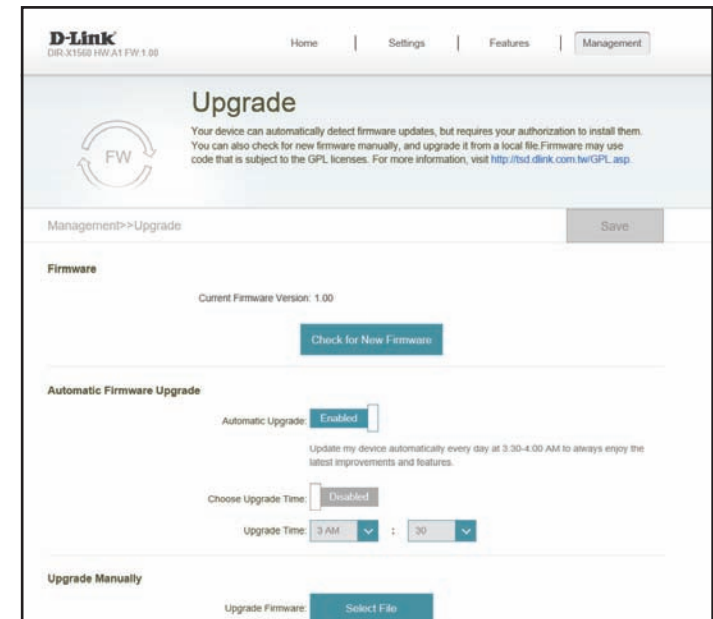 D-Link
DIR-X1560 HW:A1 FW:1.00
Home | Settings | Features | Management
Upgrade
Your device can automatically detect firmware updates, but requires your authorization to install them.
You can also check for new firmware manually, and upgrade it from a local file.Firmware may use
code that is subject to the GPL licenses. For more information, visit http://tsd.dlink.com.tw/GPL.asp.
FW
Management>>Upgrade
Save
Firmware
Current Firmware Version: 1.00
Check for New Firmware
Automatic Firmware Upgrade
Automatic Upgrade: Enabled
Update my device automatically every day at 3:30-4:00 AM to always enjoy the
latest improvements and features.
Choose Upgrade Time: Disabled
Upgrade Time: 3 AM : 30
Upgrade Manually
Upgrade Firmware: Select File